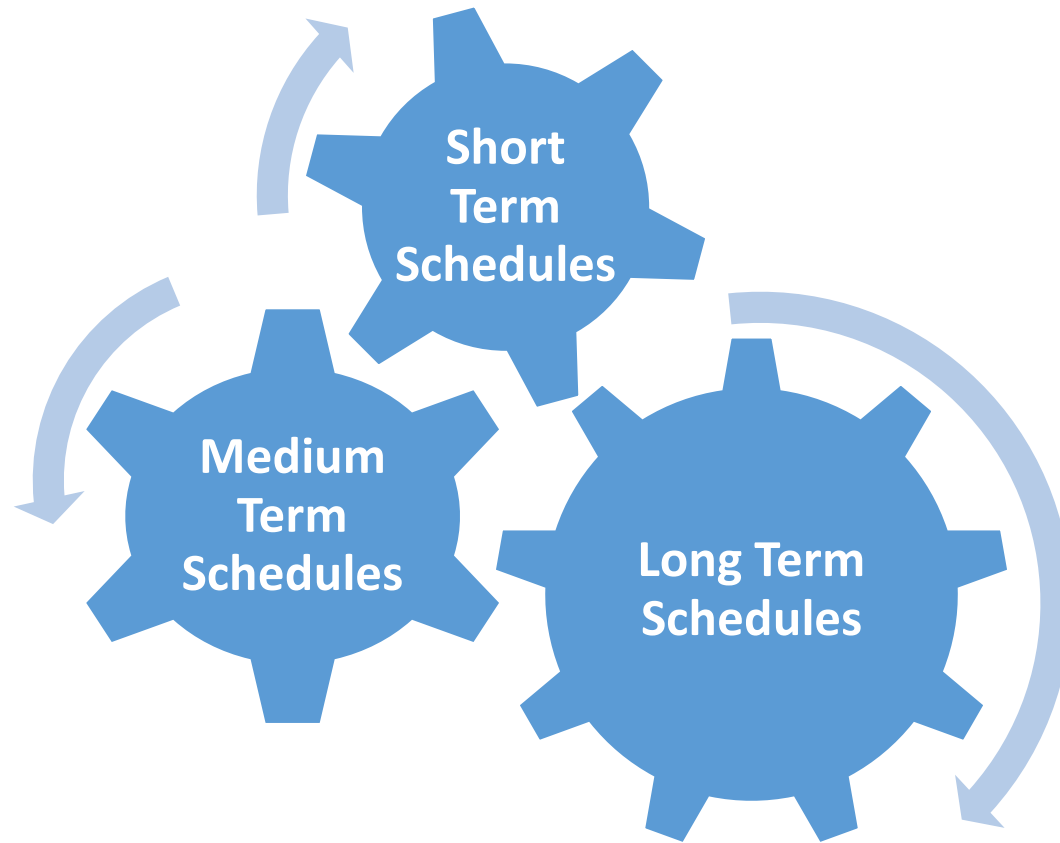 Short
Term
Schedules
Medium
Term
Schedules
Long Term
Schedules